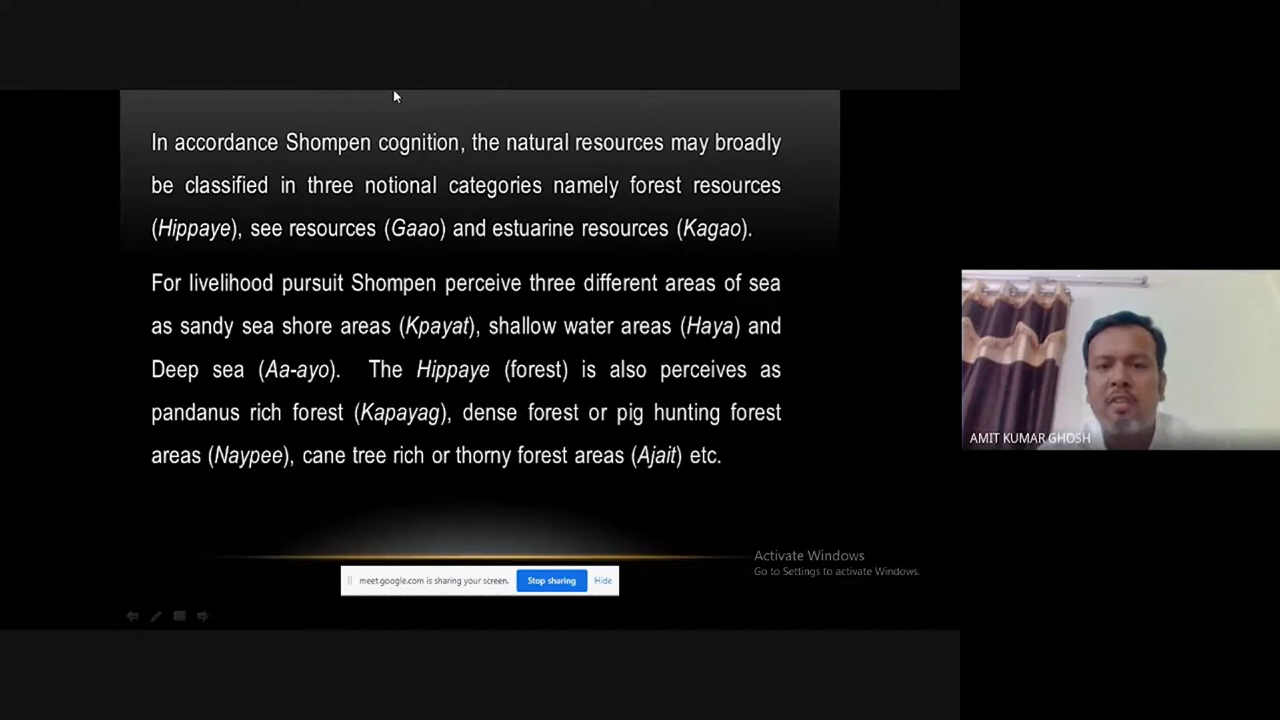 In accordance Shompen cognition, the natural resources may broadly
be classified in three notional categories namely forest resources
(Hippaye), see resources (Gaao) and estuarine resources (Kagao).
For livelihood pursuit Shompen perceive three different areas of sea
as sandy sea shore areas (Kpayat), shallow water areas (Haya) and
Deep sea (Aa-ayo). The Hippaye (forest) is also perceives as
pandanus rich forest (Kapayag), dense forest or pig hunting forest
areas (Naypee), cane tree rich or thorny forest areas (Ajait) etc.
AMIT KUMAR GHOSH
Activate Windows
Go to Settings to activate Windows.
meet.google.com is sharing your screen. Stop sharing Hide